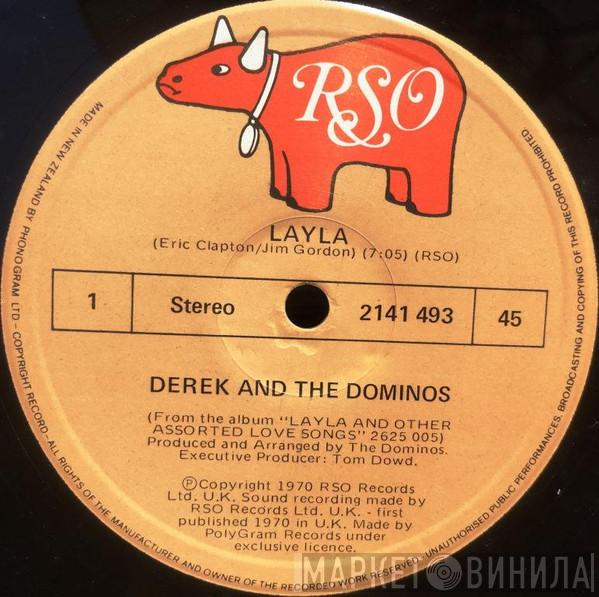 RSO
LAYLA
(Eric Clapton/Jim Gordon) (7:05) (RSO)
1 Stereo 2141 493 45
DEREK AND THE DOMINOS
(From the album "LAYLA AND OTHER
ASSORTED LOVE SONGS" 2625 005)
Produced and Arranged by The Dominos.
Executive Producer: Tom Dowd.
Ⓟ Copyright 1970 RSO Records
Ltd. U.K. Sound recording made by
RSO Records Ltd. U.K. - first
published 1970 in U.K. Made by
PolyGram Records under
exclusive licence.
MADE IN NEW ZEALAND BY PHONOGRAM LTD - COPYRIGHT RECORD - ALL RIGHTS OF THE MANUFACTURER AND OWNER OF THE RECORDED WORK RESERVED - UNAUTHORISED PUBLIC PERFORMANCES, BROADCASTING AND COPYING OF THIS RECORD PROHIBITED
МАРКЕТ ВИНИЛА